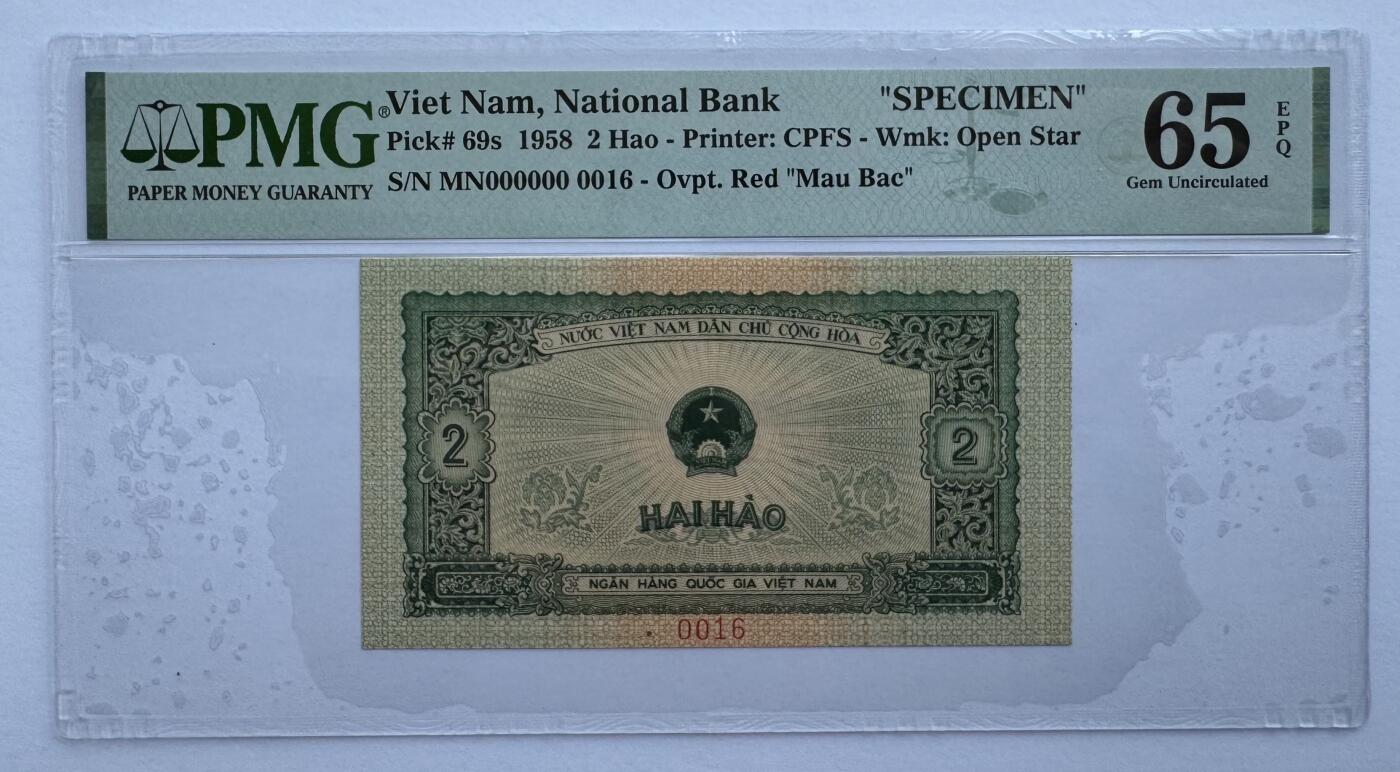 PMG®
PAPER MONEY GUARANTY
Viet Nam, National Bank "SPECIMEN"
Pick# 69s 1958 2 Hao - Printer: CPFS - Wmk: Open Star
S/N MN000000 0016 - Ovpt. Red "Mau Bac"
65
EPQ
Gem Uncirculated
NƯỚC VIỆT NAM DÂN CHỦ CỘNG HÒA
2 2
HAI HÀO
NGÂN HÀNG QUỐC GIA VIỆT NAM
0016